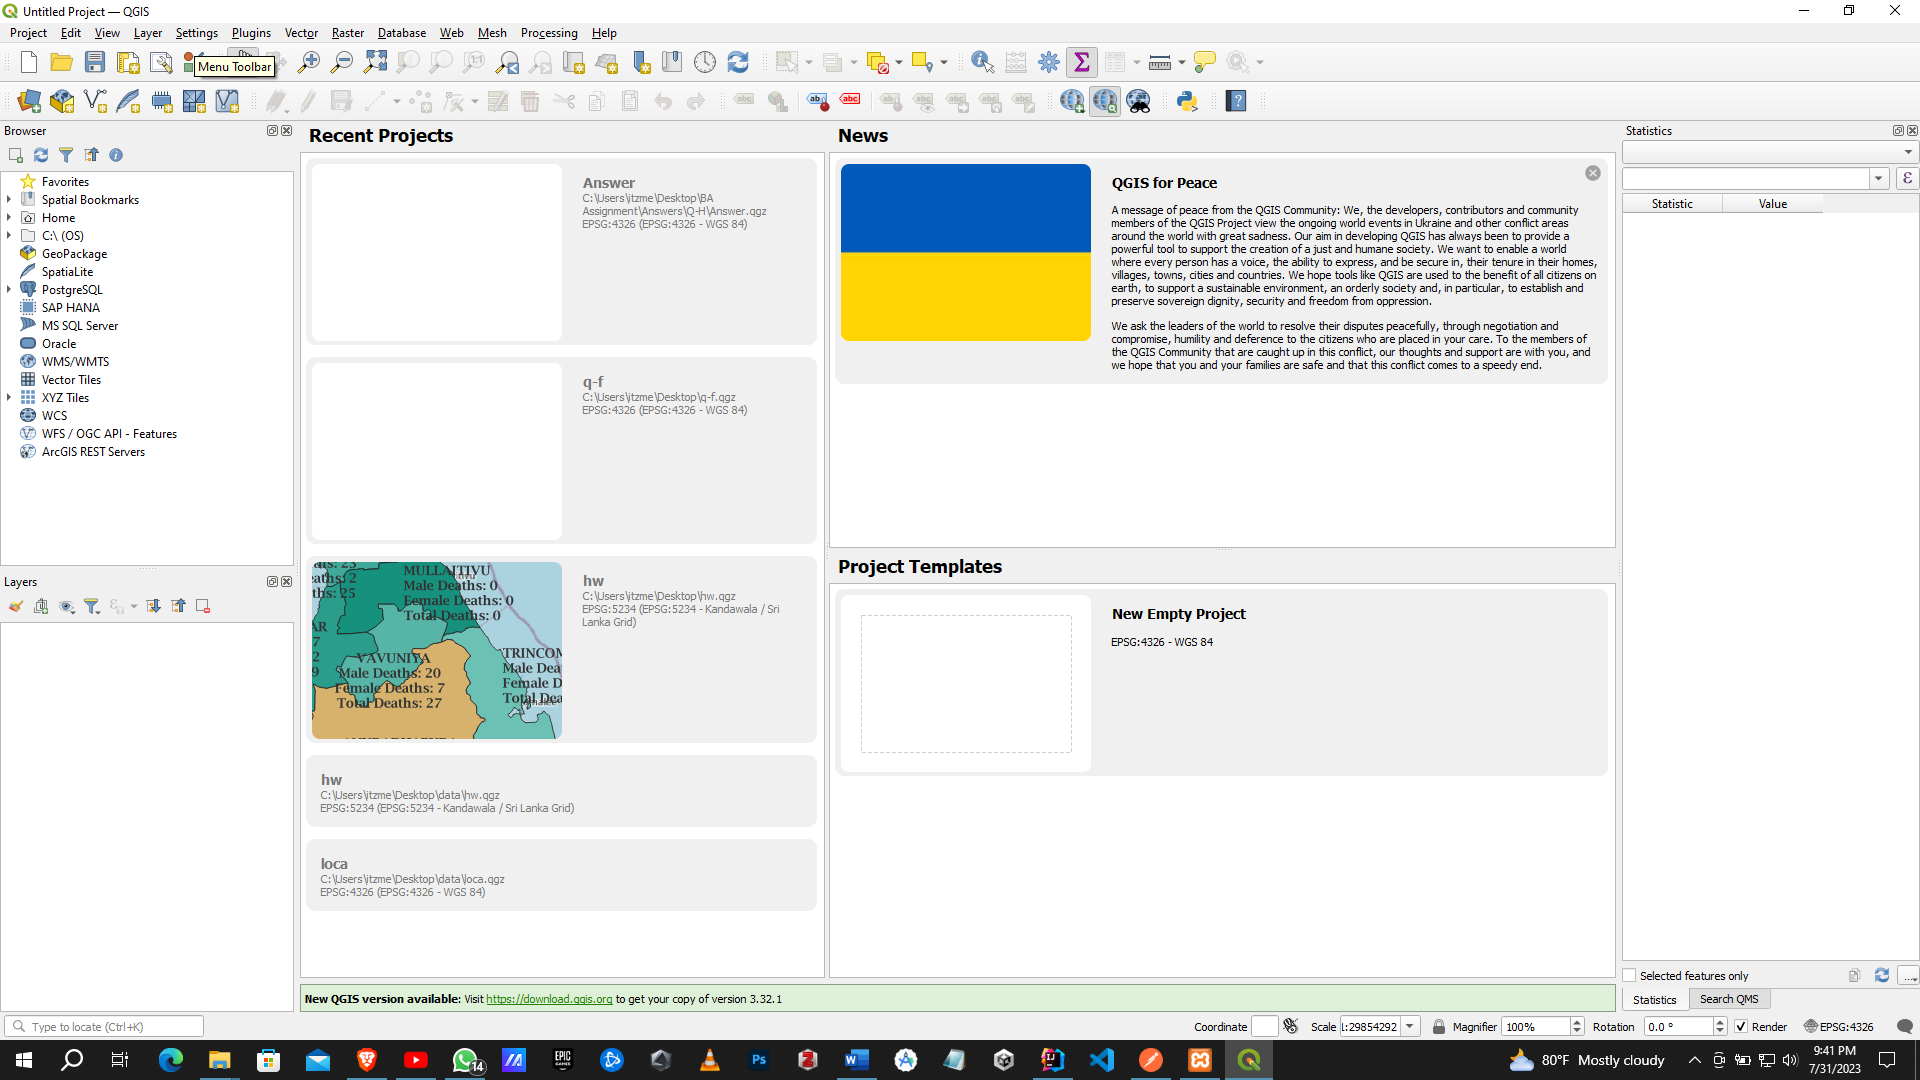 Untitled Project — QGIS
Project Edit View Layer Settings Plugins Vector Raster Database Web Mesh Processing Help
Menu Toolbar
Browser
Favorites
Spatial Bookmarks
Home
C:\ (OS)
GeoPackage
SpatiaLite
PostgreSQL
SAP HANA
MS SQL Server
Oracle
WMS/WMTS
Vector Tiles
XYZ Tiles
WCS
WFS / OGC API - Features
ArcGIS REST Servers
Layers
Recent Projects
Answer
C:\Users\itzme\Desktop\BA
Assignment\Answers\Q-H\Answer.qgz
EPSG:4326 (EPSG:4326 - WGS 84)
q-f
C:\Users\itzme\Desktop\q-f.qgz
EPSG:4326 (EPSG:4326 - WGS 84)
MULLAITIVU
Male Deaths: 0
Female Deaths: 0
Total Deaths: 0
VAVUNIYA
Male Deaths: 20
Female Deaths: 7
Total Deaths: 27
TRINCOM
Male Dea
Female D
Total Dea
hw
C:\Users\itzme\Desktop\hw.qgz
EPSG:5234 (EPSG:5234 - Kandawala / Sri
Lanka Grid)
hw
C:\Users\itzme\Desktop\data\hw.qgz
EPSG:5234 (EPSG:5234 - Kandawala / Sri Lanka Grid)
loca
C:\Users\itzme\Desktop\data\loca.qgz
EPSG:4326 (EPSG:4326 - WGS 84)
News
QGIS for Peace
A message of peace from the QGIS Community: We, the developers, contributors and community
members of the QGIS Project view the ongoing world events in Ukraine and other conflict areas
around the world with great sadness. Our aim in developing QGIS has always been to provide a
powerful tool to support the creation of a just and humane society. We want to enable a world
where every person has a voice, the ability to express, and be secure in, their tenure in their homes,
villages, towns, cities and countries. We hope tools like QGIS are used to the benefit of all citizens on
earth, to support a sustainable environment, an orderly society and, in particular, to establish and
preserve sovereign dignity, security and freedom from oppression.
We ask the leaders of the world to resolve their disputes peacefully, through negotiation and
compromise, humility and deference to the citizens who are placed in your care. To the members of
the QGIS Community that are caught up in this conflict, our thoughts and support are with you, and
we hope that you and your families are safe and that this conflict comes to a speedy end.
Project Templates
New Empty Project
EPSG:4326 - WGS 84
Statistics
Statistic Value
Selected features only
Statistics Search QMS
New QGIS version available: Visit https://download.qgis.org to get your copy of version 3.32.1
Type to locate (Ctrl+K)
Coordinate Scale 1:29854292 Magnifier 100% Rotation 0.0 ° Render EPSG:4326
14
80°F Mostly cloudy
9:41 PM
7/31/2023